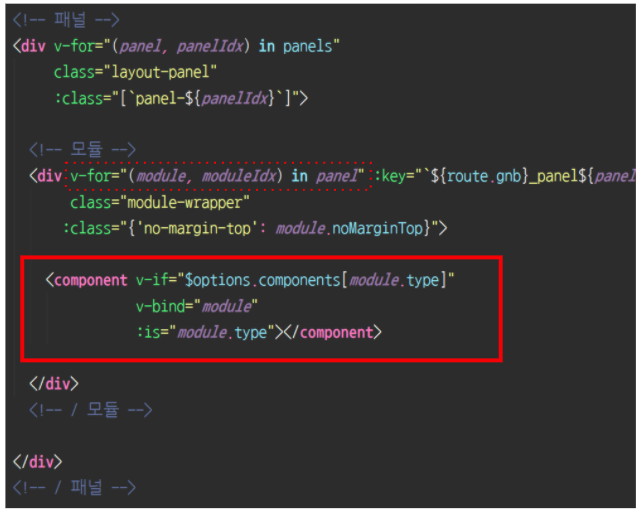 <!-- 패널 -->
<div v-for="(panel, panelIdx) in panels"
class="layout-panel"
:class="[`panel-${panelIdx}`]">
<!-- 모듈 -->
<div v-for="(module, moduleIdx) in panel" :key="`${route.gnb}_panel${panel
class="module-wrapper"
:class="{'no-margin-top': module.noMarginTop}">
<component v-if="$options.components[module.type]"
v-bind="module"
:is="module.type"></component>
</div>
<!-- / 모듈 -->
</div>
<!-- / 패널 -->